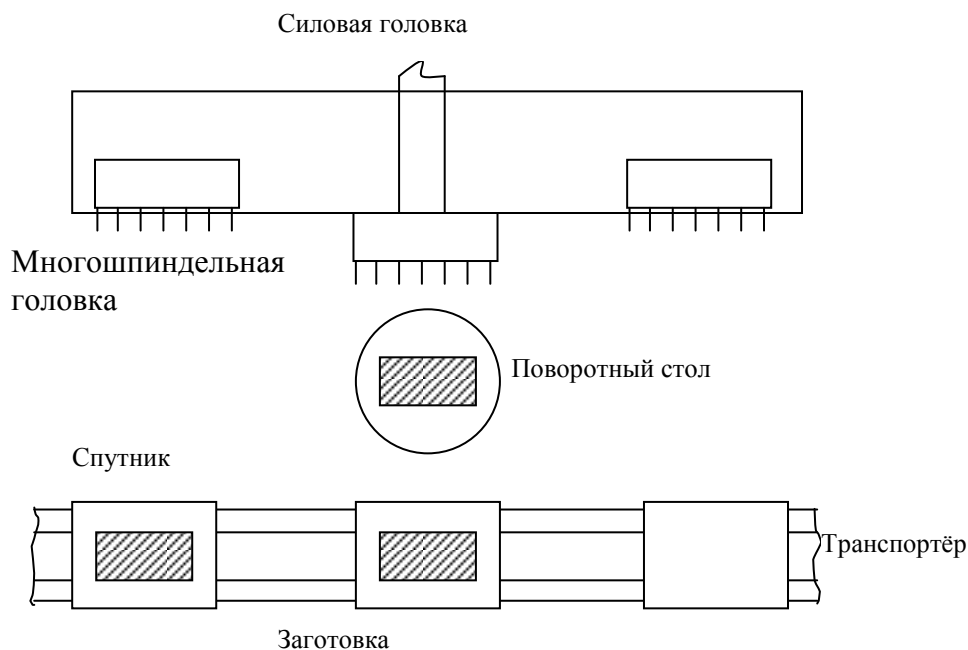 Силовая головка
Многошпиндельная
головка
Поворотный стол
Спутник
Транспортёр
Заготовка